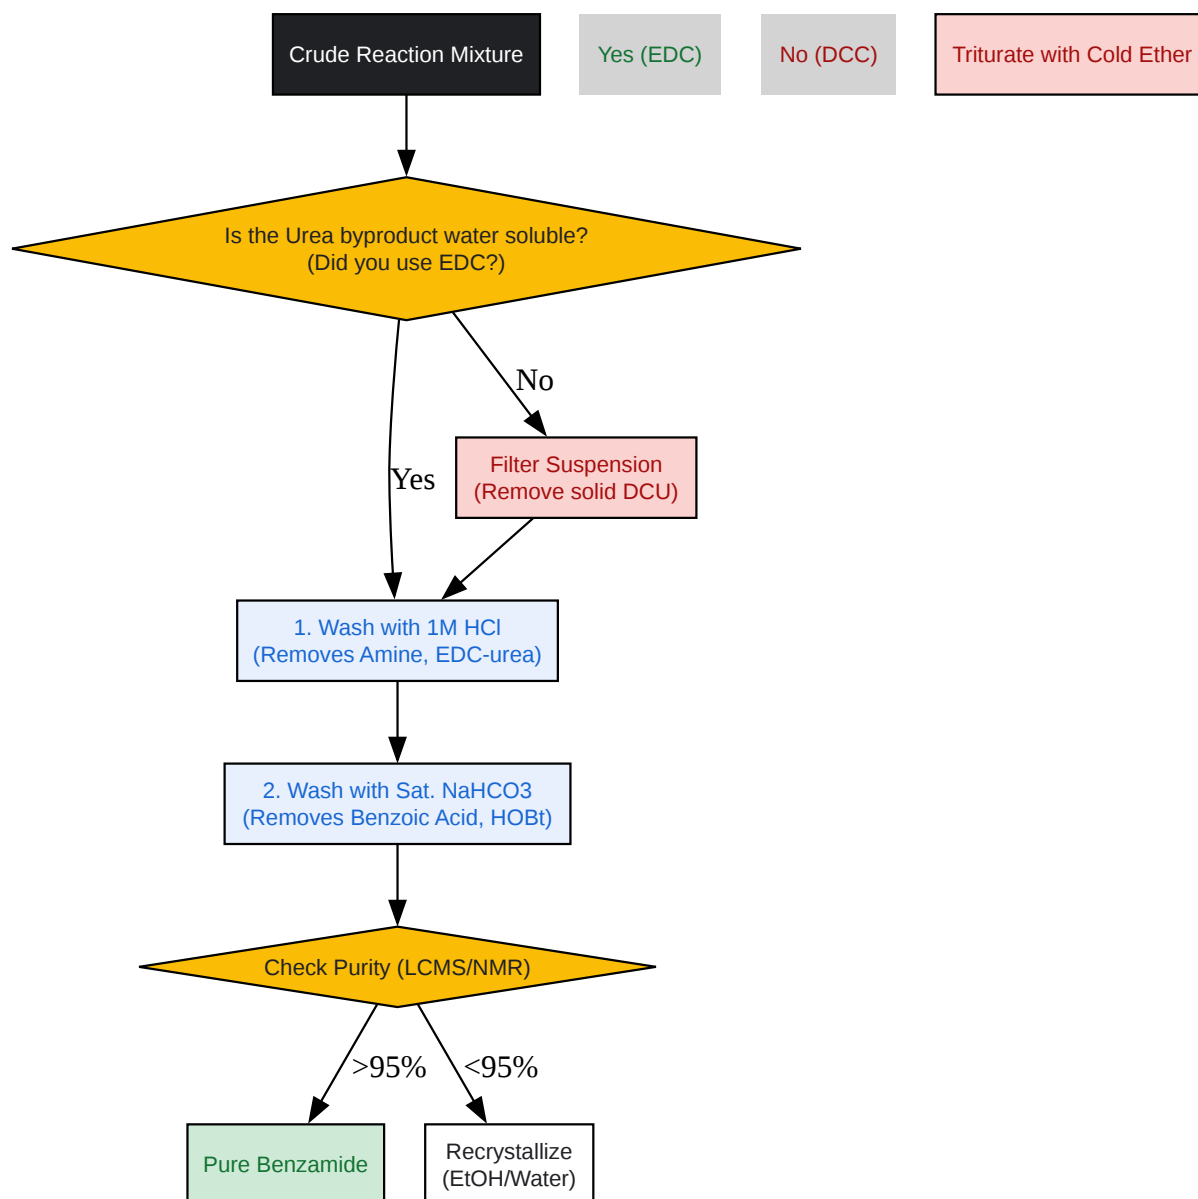 Crude Reaction Mixture
Yes (EDC)
No (DCC)
Triturate with Cold Ether
Is the Urea byproduct water soluble?
(Did you use EDC?)
No
Filter Suspension
(Remove solid DCU)
Yes
1. Wash with 1M HCl
(Removes Amine, EDC-urea)
2. Wash with Sat. NaHCO3
(Removes Benzoic Acid, HOBt)
Check Purity (LCMS/NMR)
>95%
<95%
Pure Benzamide
Recrystallize
(EtOH/Water)